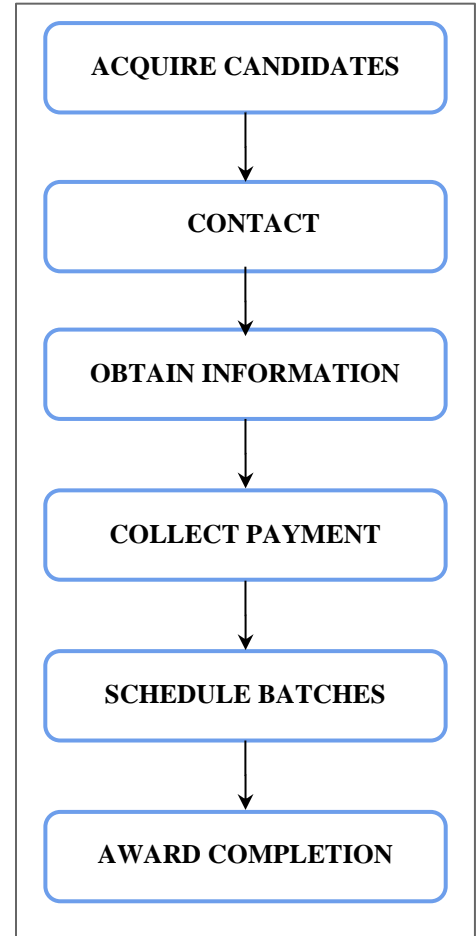 ACQUIRE CANDIDATES
CONTACT
OBTAIN INFORMATION
COLLECT PAYMENT
SCHEDULE BATCHES
AWARD COMPLETION